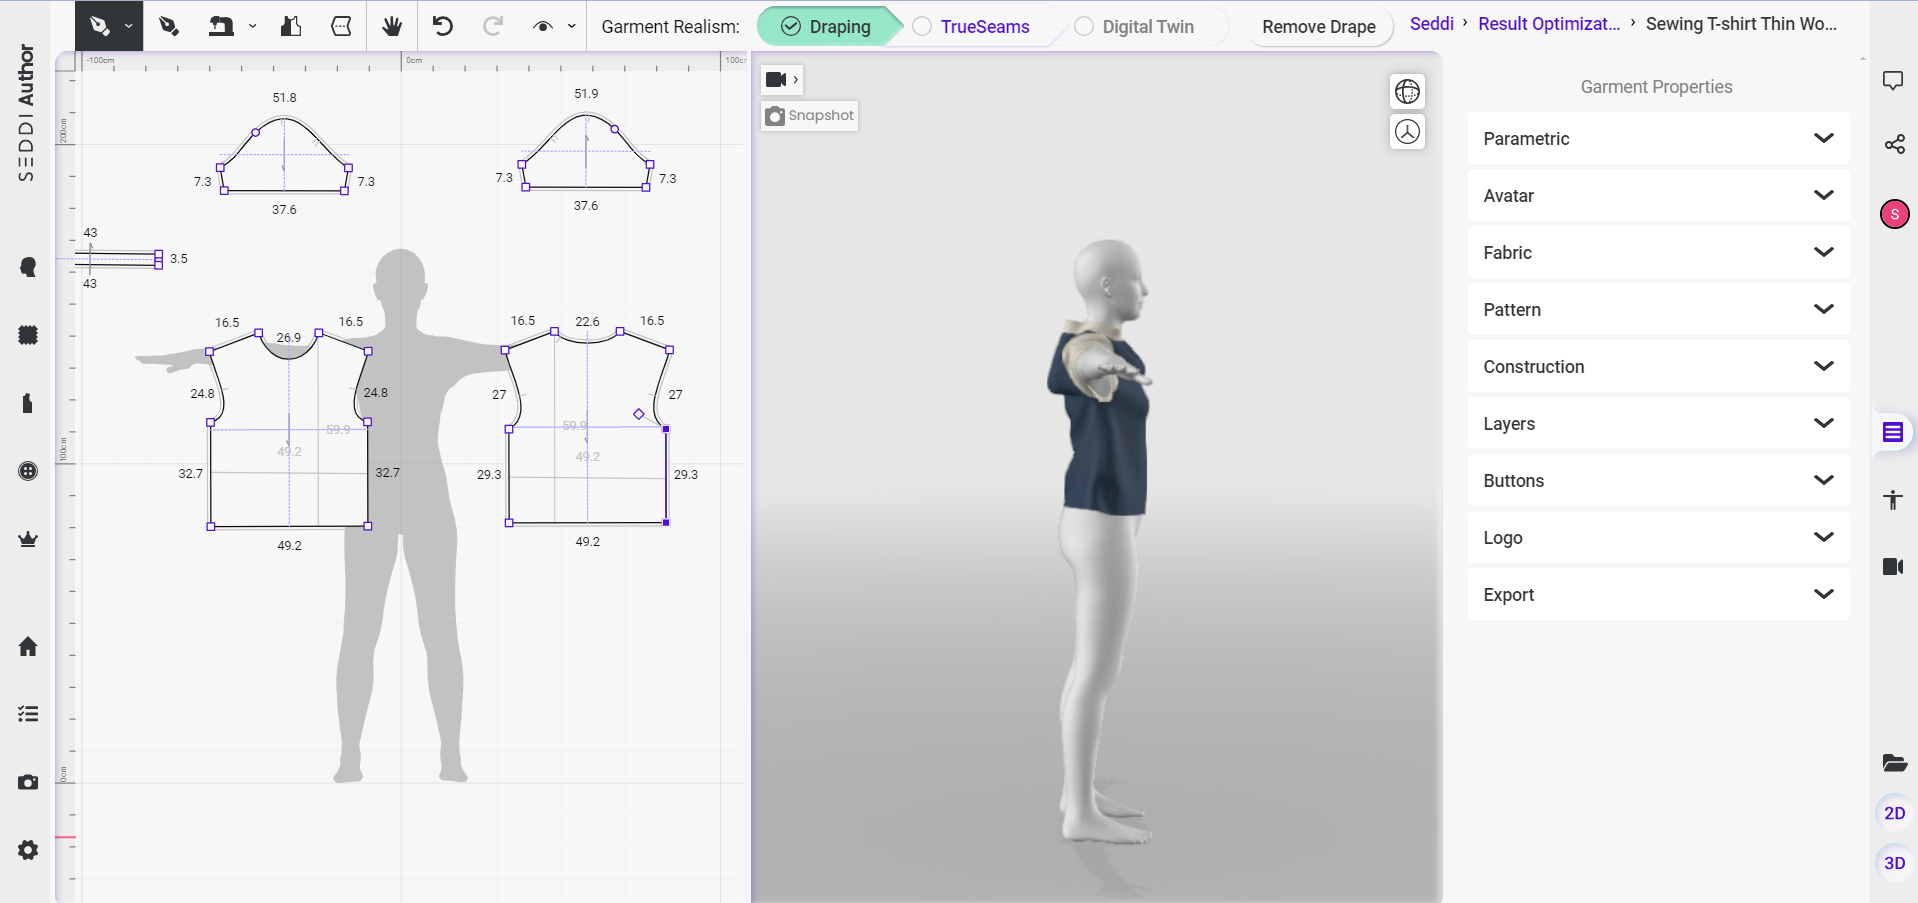 SEDDI Author
Garment Realism:
Draping
TrueSeams
Digital Twin
Remove Drape
Seddi › Result Optimizat... › Sewing T-shirt Thin Wo...
-100cm
0cm
200cm
100cm
0cm
51.8
7.3
7.3
37.6
51.9
7.3
7.3
37.6
43
3.5
43
16.5
26.9
16.5
24.8
24.8
59.9
49.2
32.7
32.7
49.2
16.5
22.6
16.5
27
27
59.9
49.2
29.3
29.3
49.2
Snapshot
Garment Properties
Parametric
Avatar
Fabric
Pattern
Construction
Layers
Buttons
Logo
Export
S
2D
3D